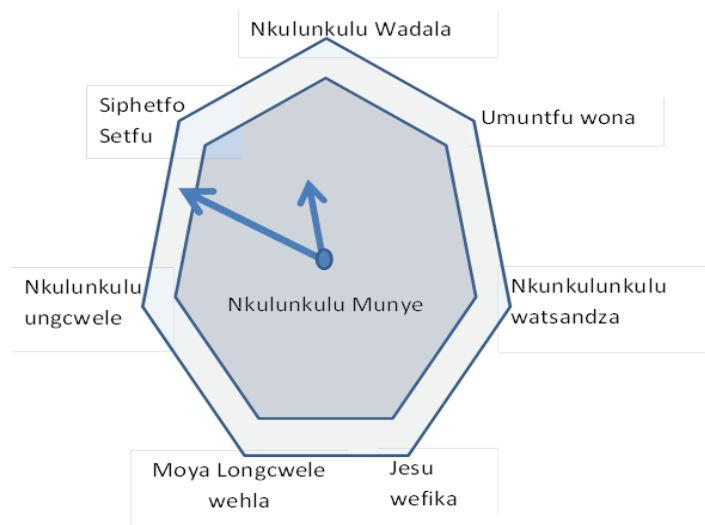 Nkulunkulu Wadala
Siphetfo
Setfu
Umuntfu wona
Nkulunkulu
ungcwele
Nkulunkulu Munye
Nkunkulunkulu
watsandza
Moya Longcwele
wehla
Jesu
wefika